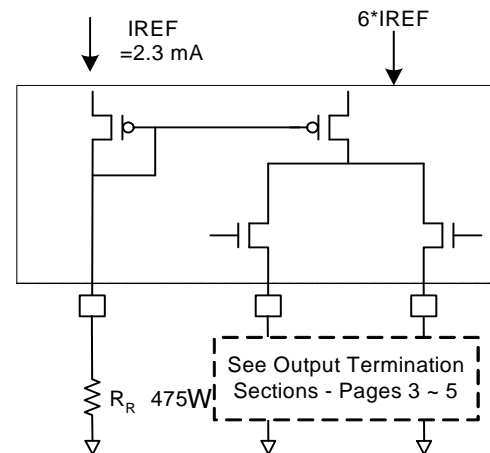 IREF
=2.3 mA
6*IREF
See Output Termination
Sections - Pages 3 ~ 5
RR 475W